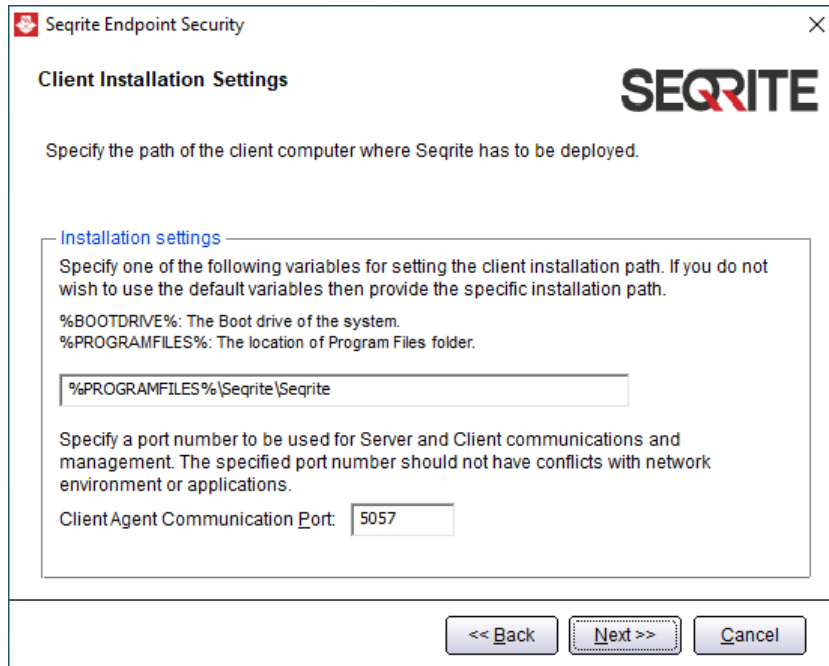 Seqrite Endpoint Security
Client Installation Settings
SEQRITE
Specify the path of the client computer where Seqrite has to be deployed.
Installation settings
Specify one of the following variables for setting the client installation path. If you do not
wish to use the default variables then provide the specific installation path.
%BOOTDRIVE%: The Boot drive of the system.
%PROGRAMFILES%: The location of Program Files folder.
%PROGRAMFILES%\Seqrite\Seqrite
Specify a port number to be used for Server and Client communications and
management. The specified port number should not have conflicts with network
environment or applications.
Client Agent Communication Port: 5057
<< Back Next >> Cancel